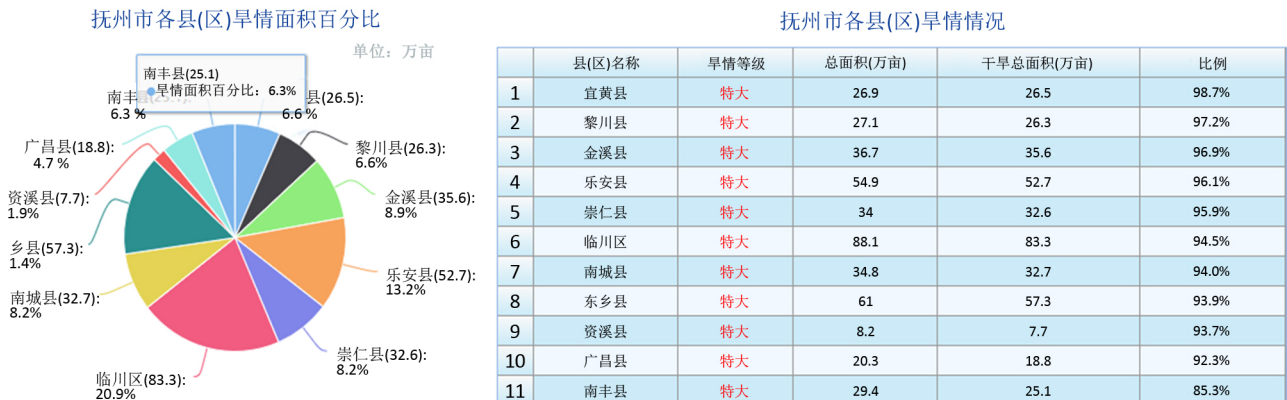 抚州市各县(区)旱情面积百分比
单位：万亩
南丰县(25.1)
旱情面积百分比：6.3%
南丰
6.3 %
县(26.5):
6.6 %
广昌县(18.8):
4.7 %
黎川县(26.3):
6.6%
资溪县(7.7):
1.9%
金溪县(35.6):
8.9%
乡县(57.3):
1.4%
乐安县(52.7):
13.2%
南城县(32.7):
8.2%
崇仁县(32.6):
8.2%
临川区(83.3):
20.9%
抚州市各县(区)旱情情况
县(区)名称 旱情等级 总面积(万亩) 干旱总面积(万亩) 比例
1 宜黄县 特大 26.9 26.5 98.7%
2 黎川县 特大 27.1 26.3 97.2%
3 金溪县 特大 36.7 35.6 96.9%
4 乐安县 特大 54.9 52.7 96.1%
5 崇仁县 特大 34 32.6 95.9%
6 临川区 特大 88.1 83.3 94.5%
7 南城县 特大 34.8 32.7 94.0%
8 东乡县 特大 61 57.3 93.9%
9 资溪县 特大 8.2 7.7 93.7%
10 广昌县 特大 20.3 18.8 92.3%
11 南丰县 特大 29.4 25.1 85.3%